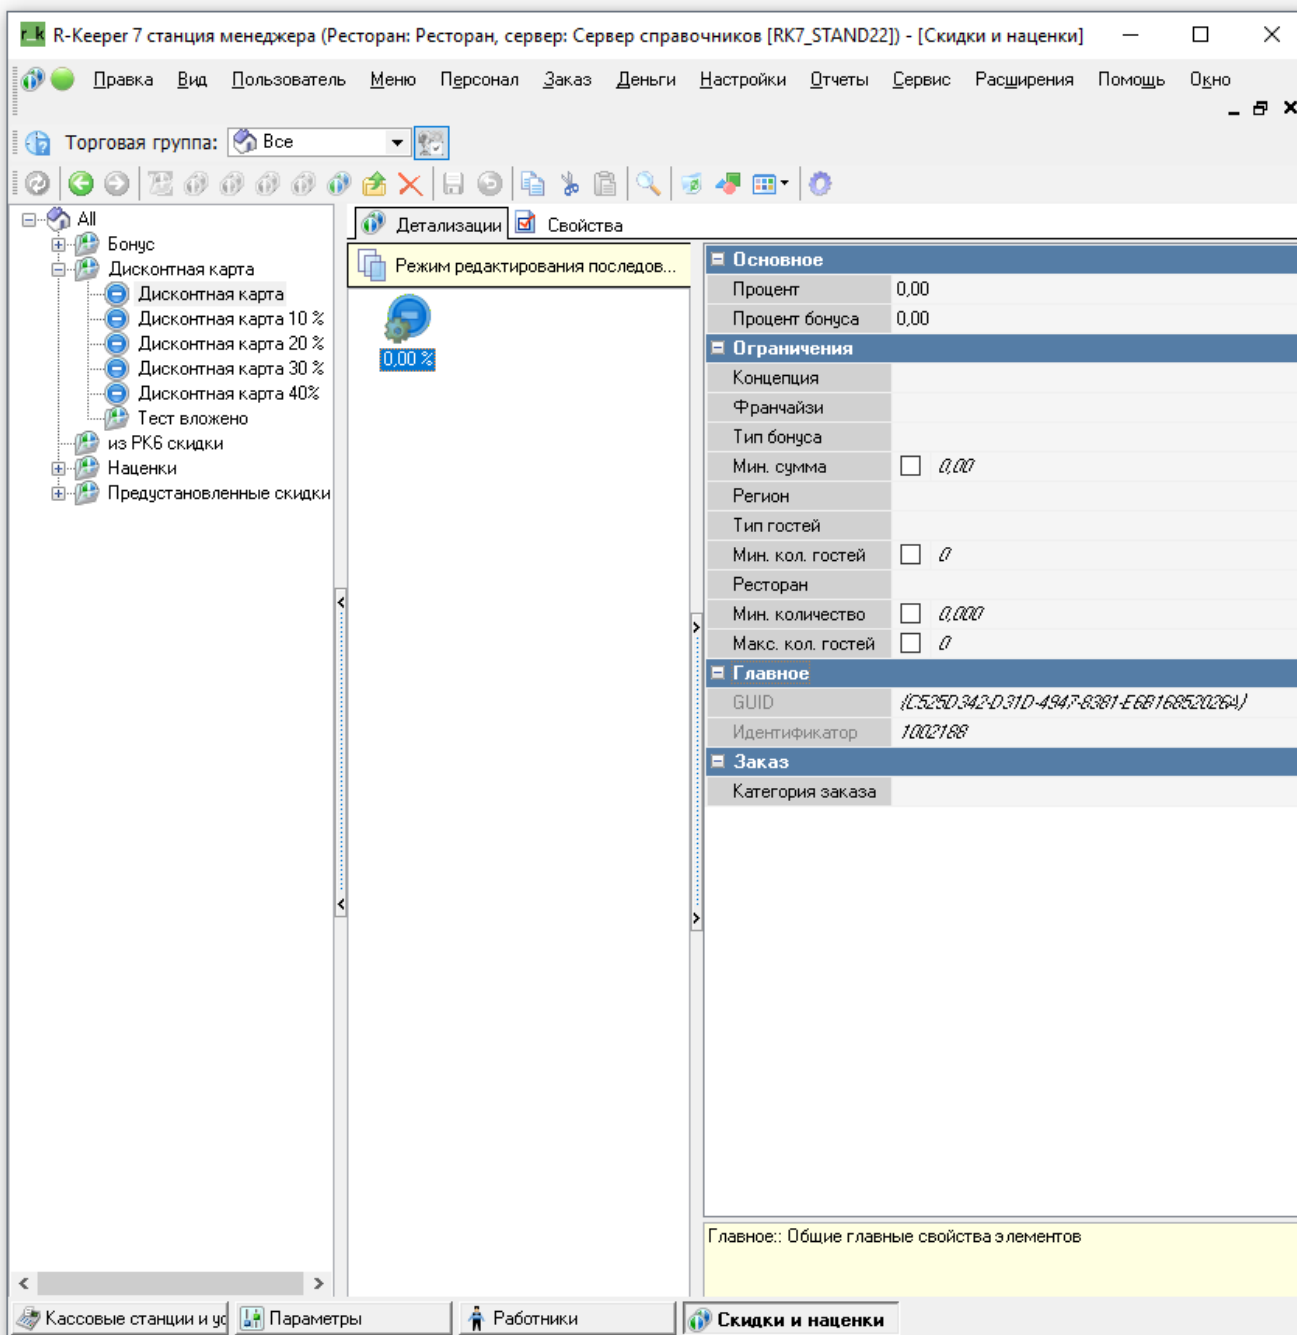 r_k R-Keeper 7 станция менеджера (Ресторан: Ресторан, сервер: Сервер справочников [RK7_STAND22]) - [Скидки и наценки]
Правка Вид Пользователь Меню Персонал Заказ Деньги Настройки Отчеты Сервис Расширения Помощь Окно
Торговая группа: Все
All
Бонус
Дисконтная карта
Дисконтная карта
Дисконтная карта 10 %
Дисконтная карта 20 %
Дисконтная карта 30 %
Дисконтная карта 40%
Тест вложено
из РК6 скидки
Наценки
Предустановленные скидки
Детализации Свойства
Режим редактирования последов...
0,00 %
Основное
Процент 0,00
Процент бонуса 0,00
Ограничения
Концепция
Франчайзи
Тип бонуса
Мин. сумма 0,00
Регион
Тип гостей
Мин. кол. гостей 0
Ресторан
Мин. количество 0,000
Макс. кол. гостей 0
Главное
GUID {C525D342-D31D-4947-8381-E6B16852026A}
Идентификатор 1002188
Заказ
Категория заказа
Главное:: Общие главные свойства элементов
Кассовые станции и ус Параметры Работники Скидки и наценки